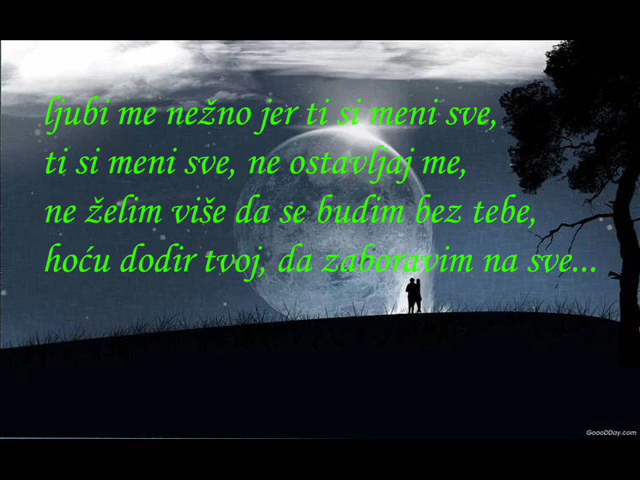 ljubi me nežno jer ti si meni sve,
ti si meni sve, ne ostavljaj me,
ne želim više da se budim bez tebe,
hoću dodir tvoj, da zaboravim na sve...
GoooDDay.com